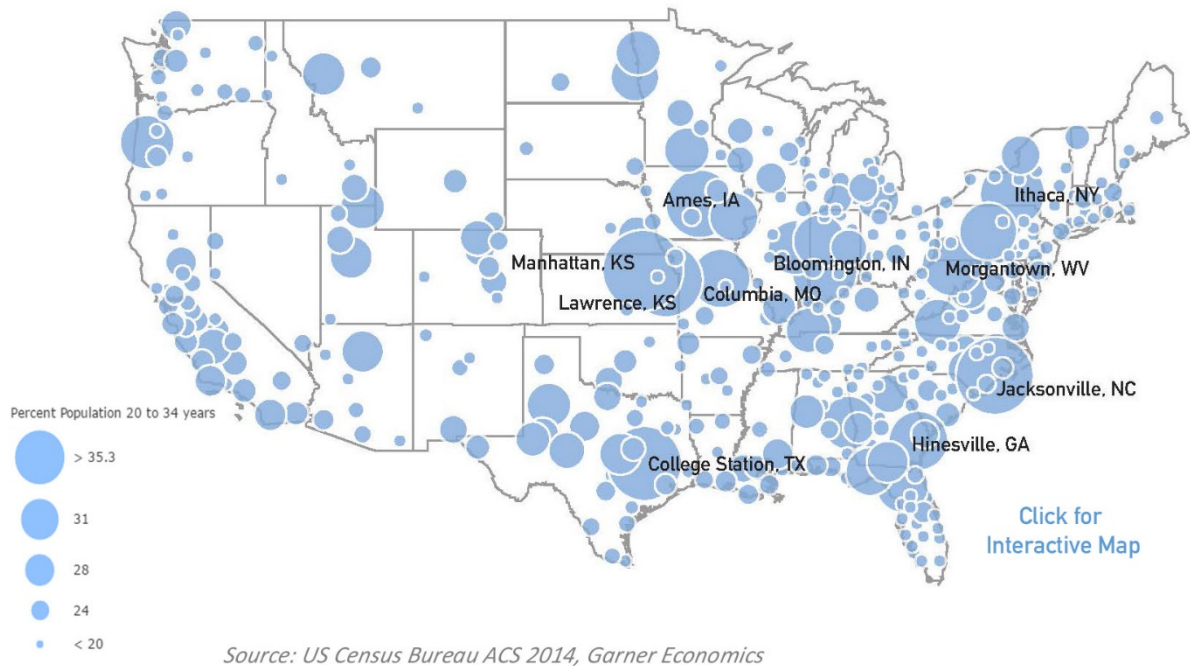 Ithaca, NY
Ames, IA
Manhattan, KS
Bloomington, IN
Morgantown, WV
Lawrence, KS
Columbia, MO
Jacksonville, NC
Hinesville, GA
College Station, TX
Percent Population 20 to 34 years
> 35.3
31
28
24
< 20
Click for
Interactive Map
Source: US Census Bureau ACS 2014, Garner Economics